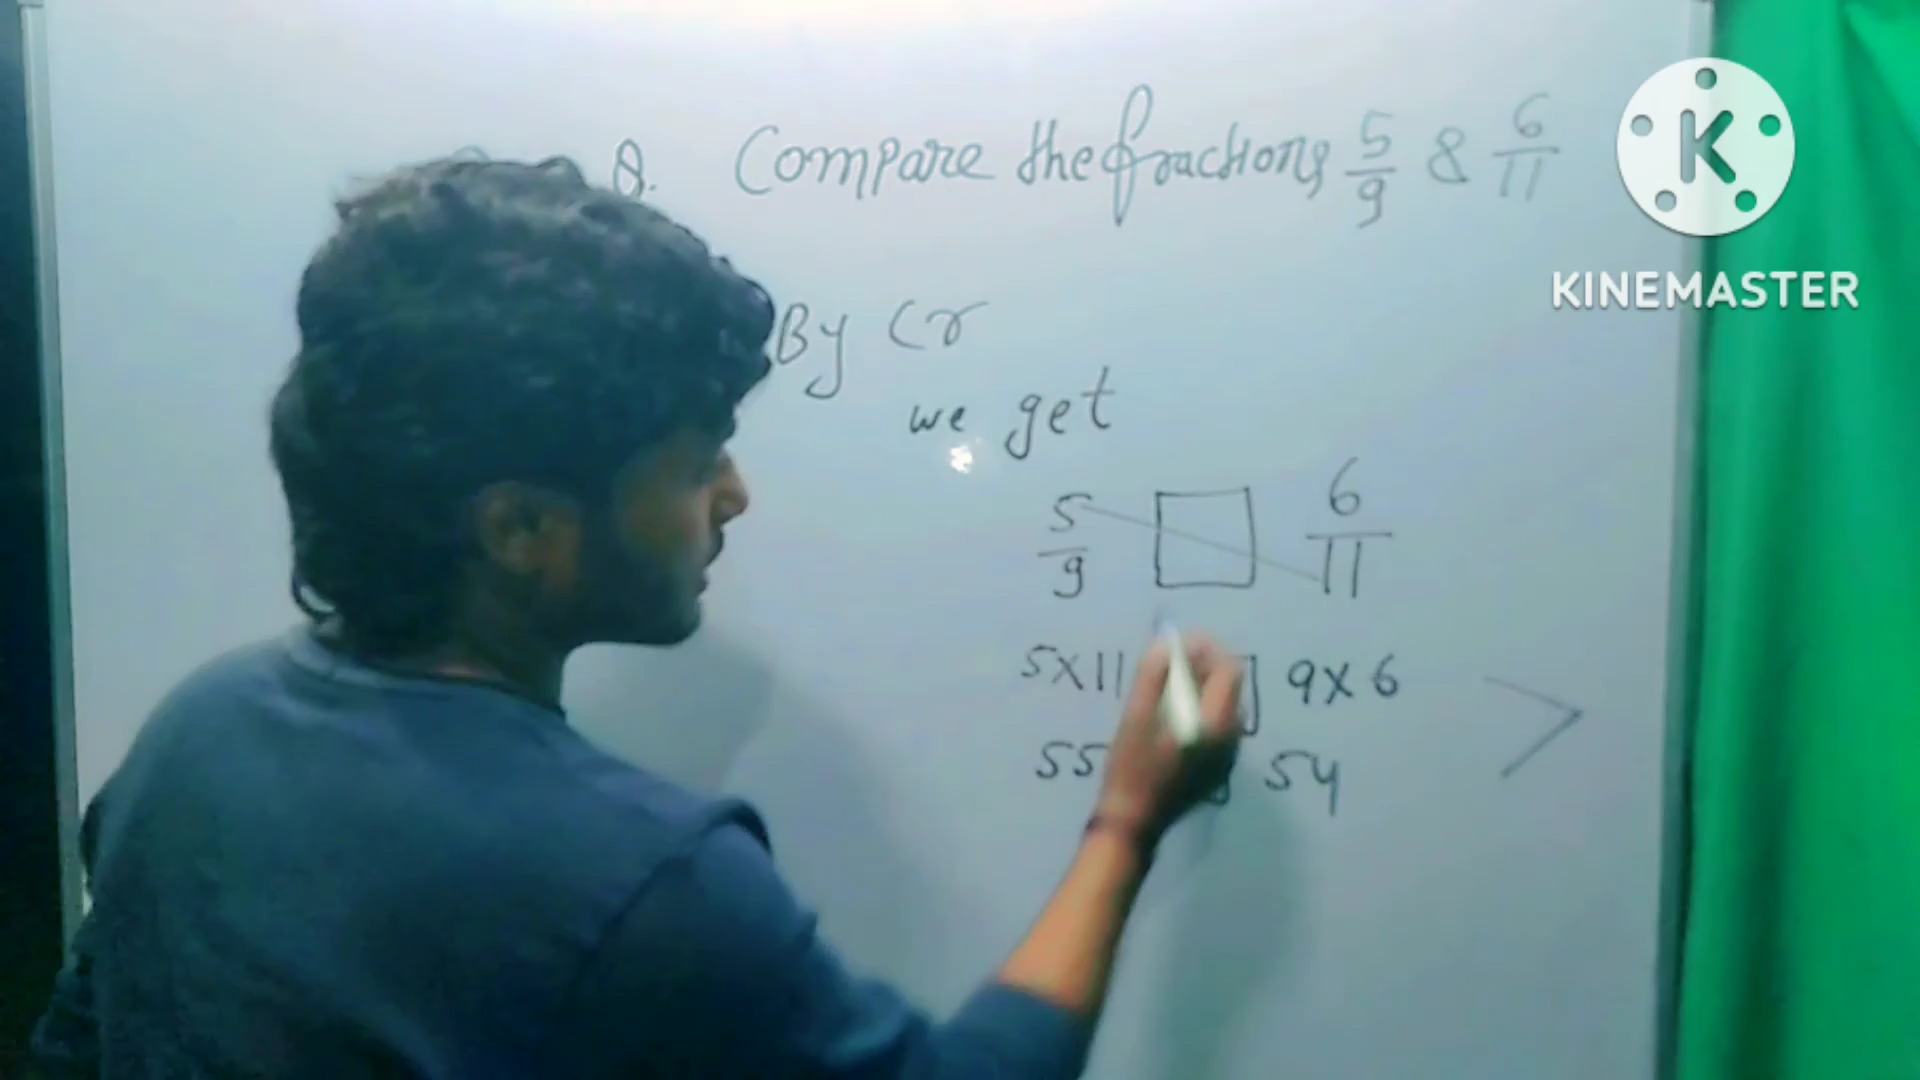 Q. Compare the fractions 5/9 & 6/11
By Cr
we get
5/9 □ 6/11
5x11 9x6 >
55 54
KINEMASTER